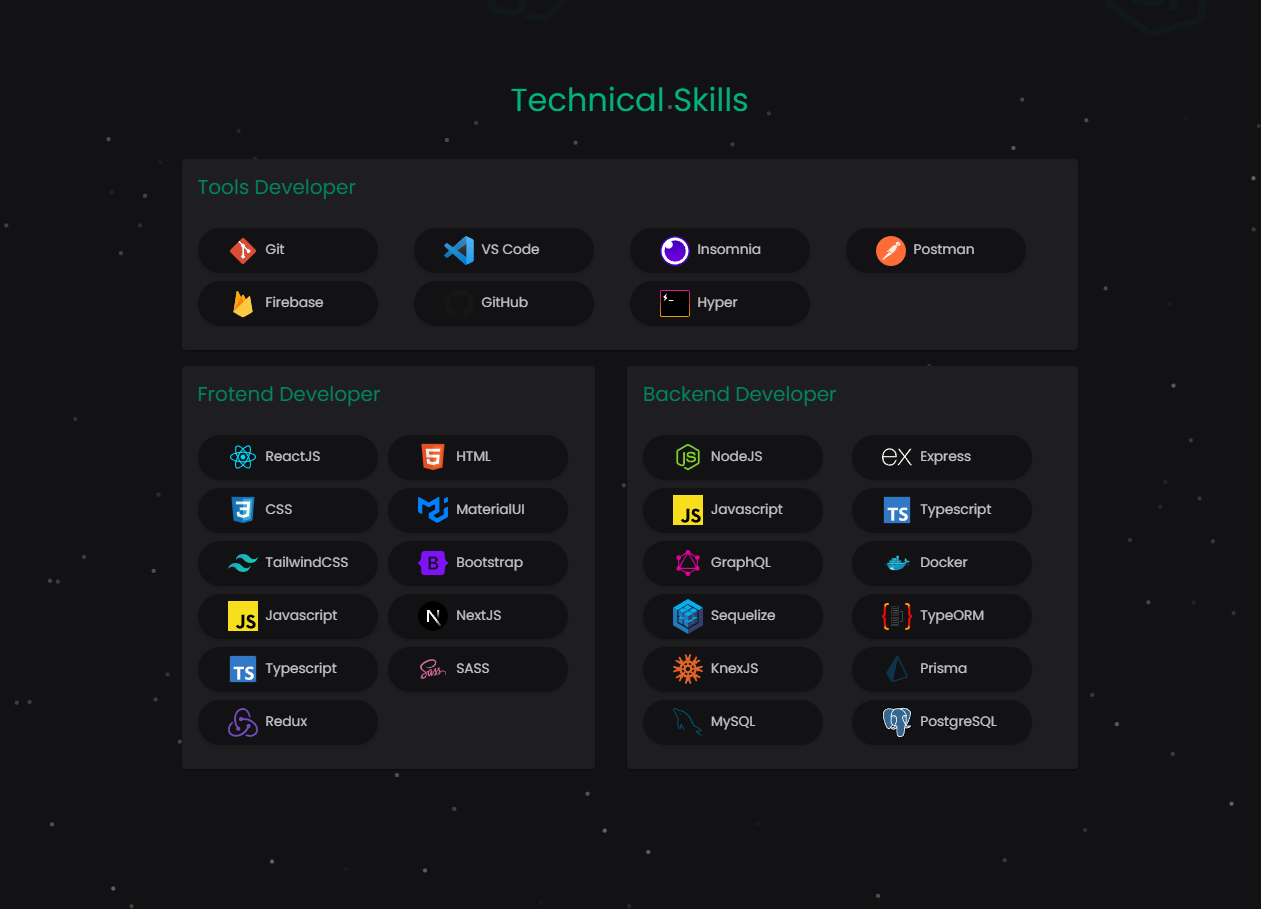 Technical Skills
Tools Developer
Git
VS Code
Insomnia
Postman
Firebase
GitHub
Hyper
Frotend Developer
ReactJS
HTML
CSS
MaterialUI
TailwindCSS
Bootstrap
Javascript
NextJS
Typescript
SASS
Redux
Backend Developer
NodeJS
Express
Javascript
Typescript
GraphQL
Docker
Sequelize
TypeORM
KnexJS
Prisma
MySQL
PostgreSQL